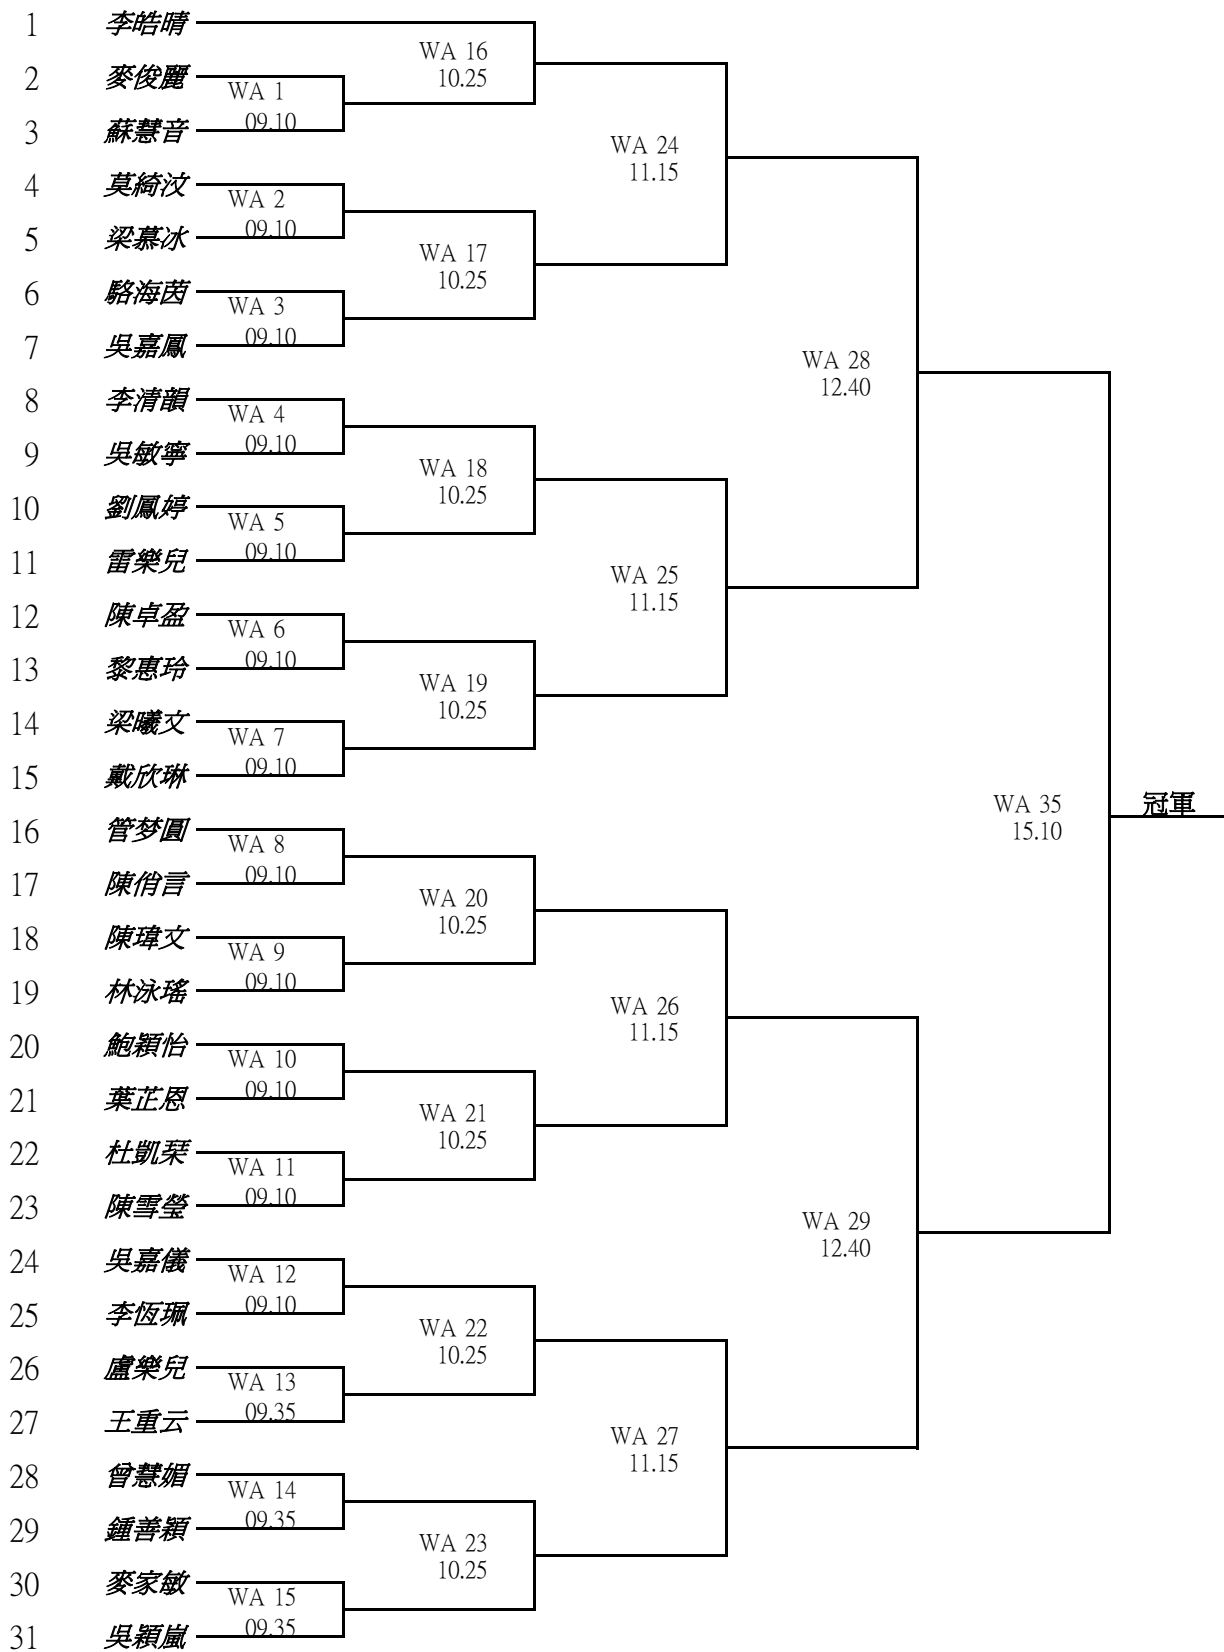 1 李皓晴
WA 16
10.25
2 麥俊麗
WA 1
09.10
3 蘇慧音
WA 24
11.15
4 莫綺汶
WA 2
09.10
5 梁慕冰
WA 17
10.25
6 駱海茵
WA 3
09.10
7 吳嘉鳳
WA 28
12.40
8 李清韻
WA 4
09.10
9 吳敏寧
WA 18
10.25
10 劉鳳婷
WA 5
09.10
11 雷樂兒
WA 25
11.15
12 陳卓盈
WA 6
09.10
13 黎惠玲
WA 19
10.25
14 梁曦文
WA 7
09.10
15 戴欣琳
WA 35
15.10
冠軍
16 管梦圓
WA 8
09.10
17 陳俏言
WA 20
10.25
18 陳瑋文
WA 9
09.10
19 林泳瑤
WA 26
11.15
20 鮑穎怡
WA 10
09.10
21 葉芷恩
WA 21
10.25
22 杜凱琹
WA 11
09.10
23 陳雪瑩
WA 29
12.40
24 吳嘉儀
WA 12
09.10
25 李恆珮
WA 22
10.25
26 盧樂兒
WA 13
09.35
27 王重云
WA 27
11.15
28 曾慧媚
WA 14
09.35
29 鍾善穎
WA 23
10.25
30 麥家敏
WA 15
09.35
31 吳穎嵐